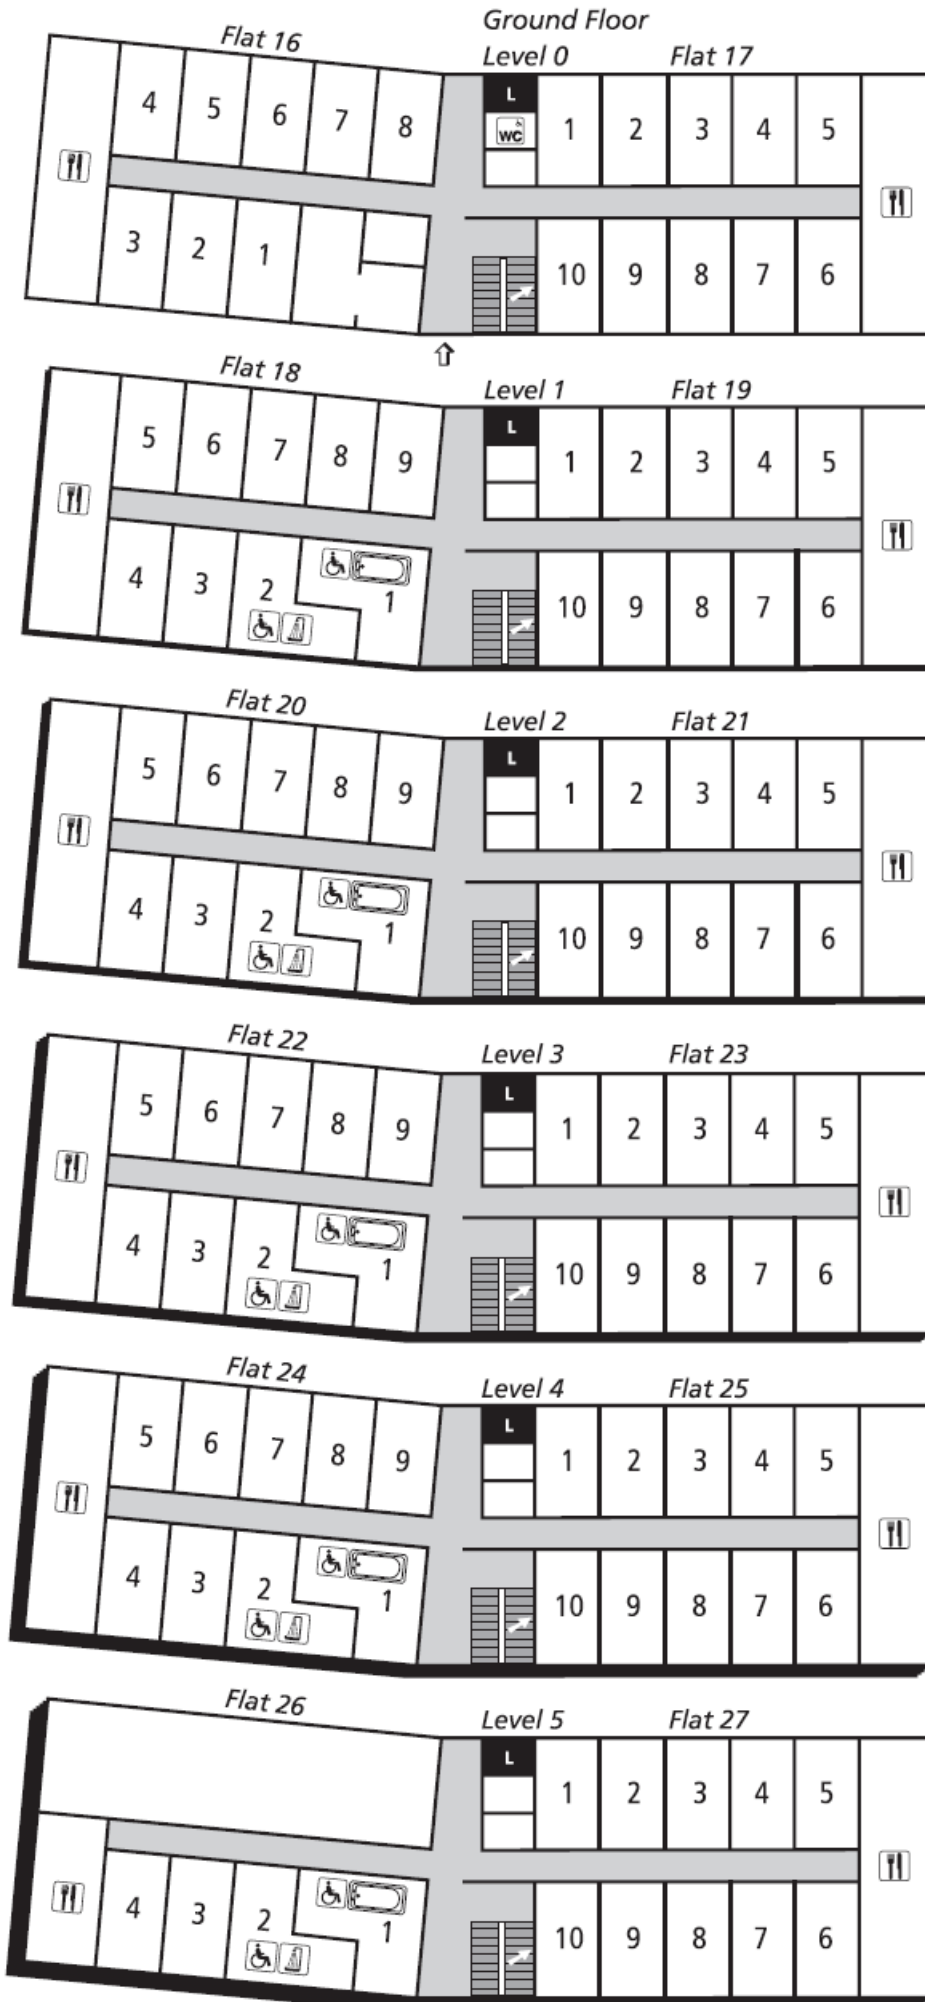 Ground Floor
Flat 16 Level 0 Flat 17
4 5 6 7 8 L 1 2 3 4 5
WC
3 2 1 10 9 8 7 6
Flat 18 Level 1 Flat 19
5 6 7 8 9 L 1 2 3 4 5
4 3 2 1 10 9 8 7 6
Flat 20 Level 2 Flat 21
5 6 7 8 9 L 1 2 3 4 5
4 3 2 1 10 9 8 7 6
Flat 22 Level 3 Flat 23
5 6 7 8 9 L 1 2 3 4 5
4 3 2 1 10 9 8 7 6
Flat 24 Level 4 Flat 25
5 6 7 8 9 L 1 2 3 4 5
4 3 2 1 10 9 8 7 6
Flat 26 Level 5 Flat 27
L 1 2 3 4 5
4 3 2 1 10 9 8 7 6